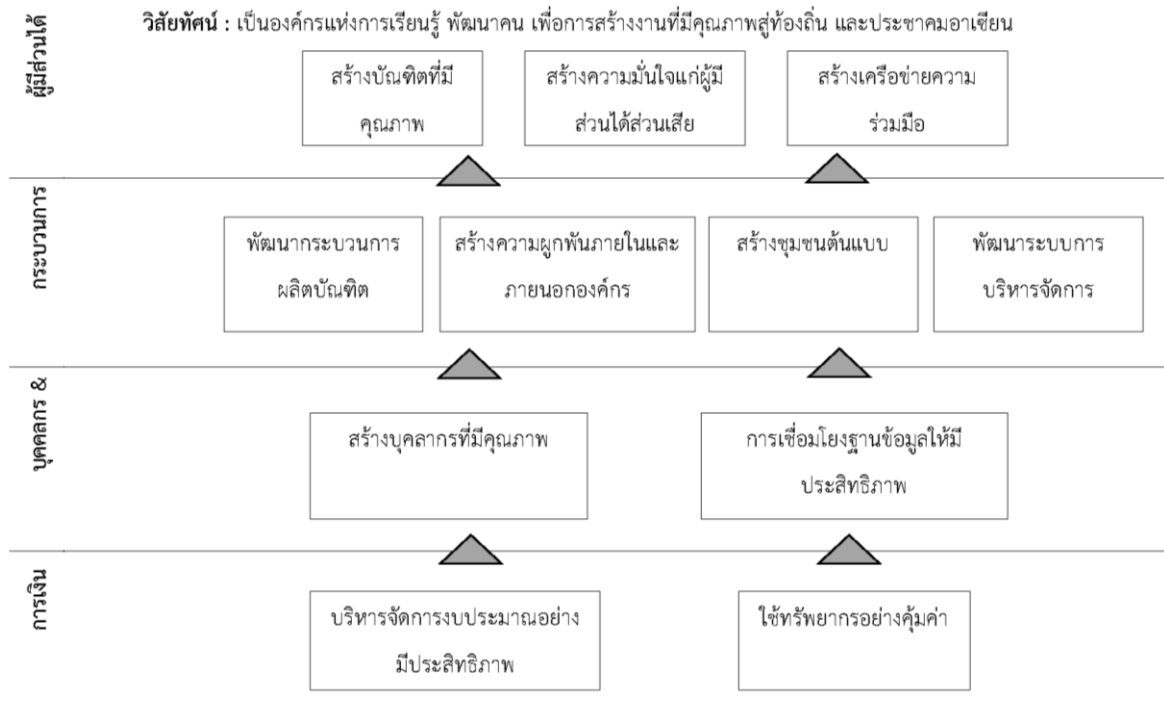 วิสัยทัศน์ : เป็นองค์กรแห่งการเรียนรู้ พัฒนาคน เพื่อการสร้างงานที่มีคุณภาพสู่ท้องถิ่น และประชาคมอาเซียน
ผู้มีส่วนได้
สร้างบัณฑิตที่มี
คุณภาพ
สร้างความมั่นใจแก่ผู้มี
ส่วนได้ส่วนเสีย
สร้างเครือข่ายความ
ร่วมมือ
กระบวนการ
พัฒนากระบวนการ
ผลิตบัณฑิต
สร้างความผูกพันภายในและ
ภายนอกองค์กร
สร้างชุมชนต้นแบบ
พัฒนาระบบการ
บริหารจัดการ
บุคคลกร &
สร้างบุคลากรที่มีคุณภาพ
การเชื่อมโยงฐานข้อมูลให้มี
ประสิทธิภาพ
การเงิน
บริหารจัดการงบประมาณอย่าง
มีประสิทธิภาพ
ใช้ทรัพยากรอย่างคุ้มค่า